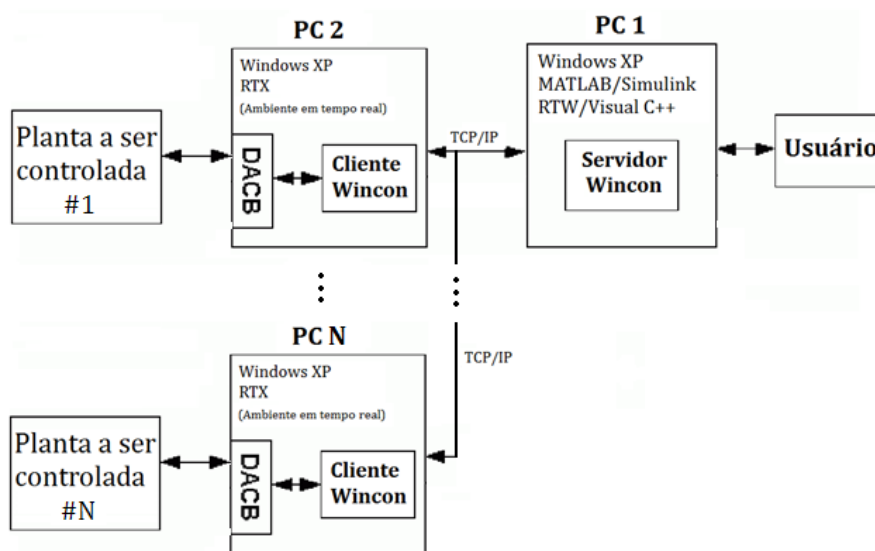 PC 2
Windows XP
RTX
(Ambiente em tempo real)
Planta a ser
controlada
#1
DACB
Cliente
Wincon
TCP/IP
PC 1
Windows XP
MATLAB/Simulink
RTW/Visual C++
Servidor
Wincon
Usuário
PC N
Windows XP
RTX
(Ambiente em tempo real)
TCP/IP
Planta a ser
controlada
#N
DACB
Cliente
Wincon